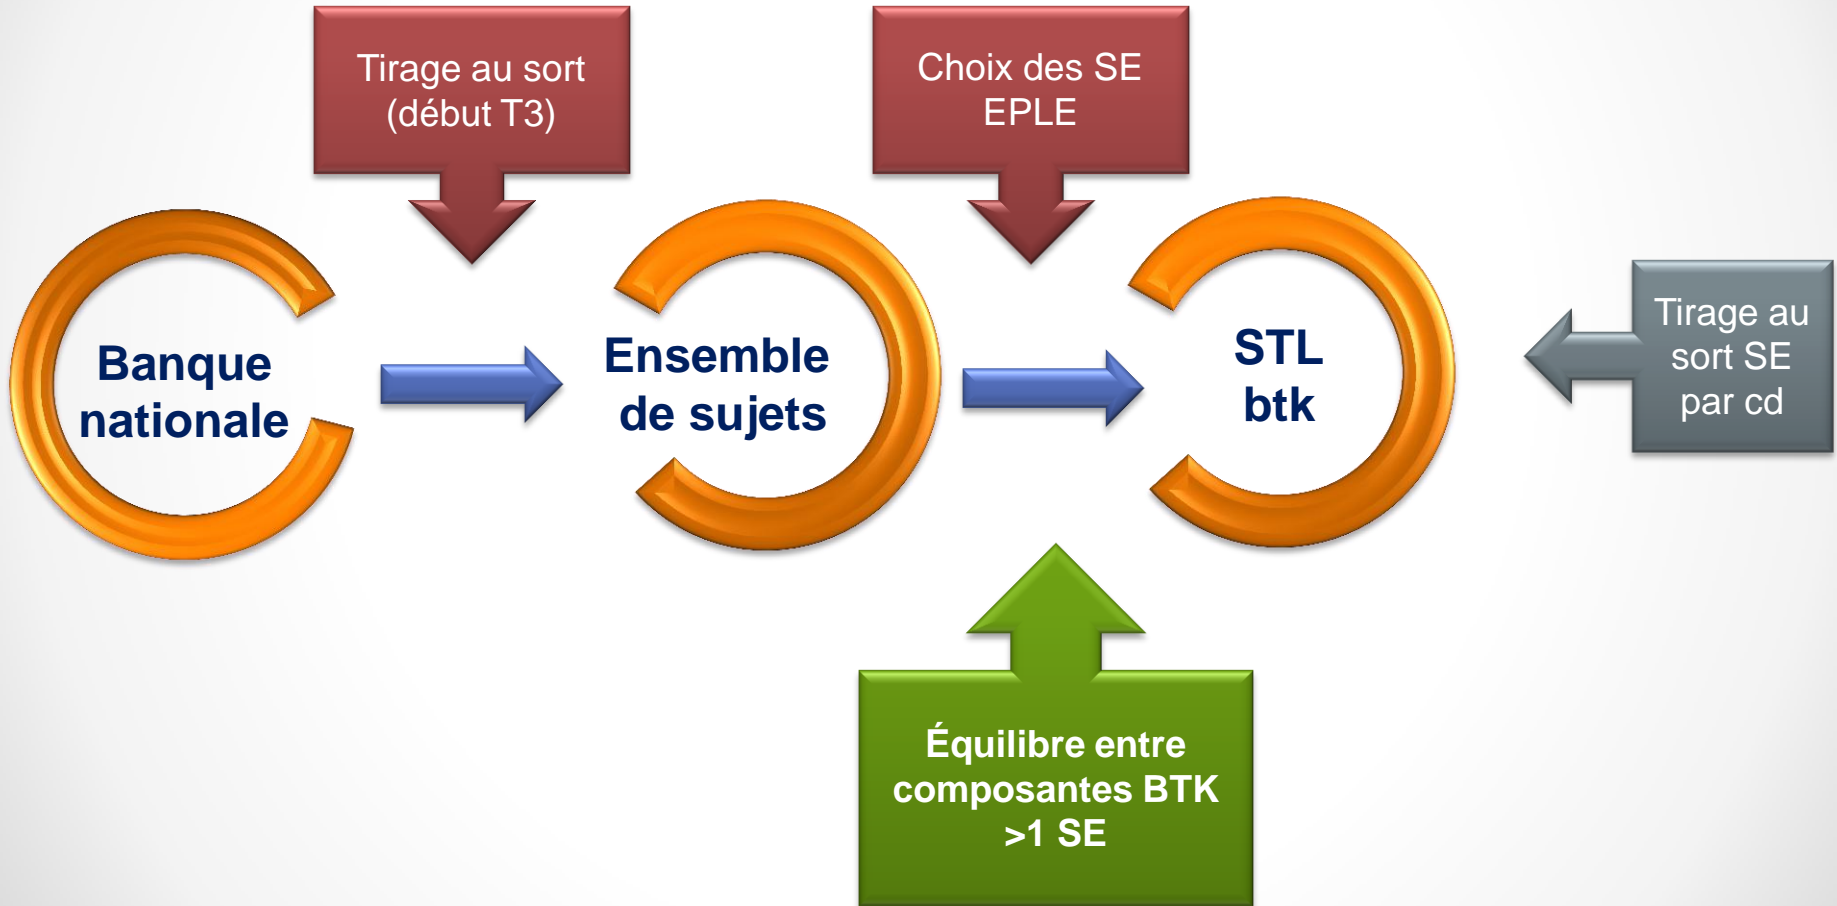 Tirage au sort
(début T3)
Choix des SE
EPLE
Banque
nationale
Ensemble
de sujets
STL
btk
Tirage au
sort SE
par cd
Équilibre entre
composantes BTK
>1 SE